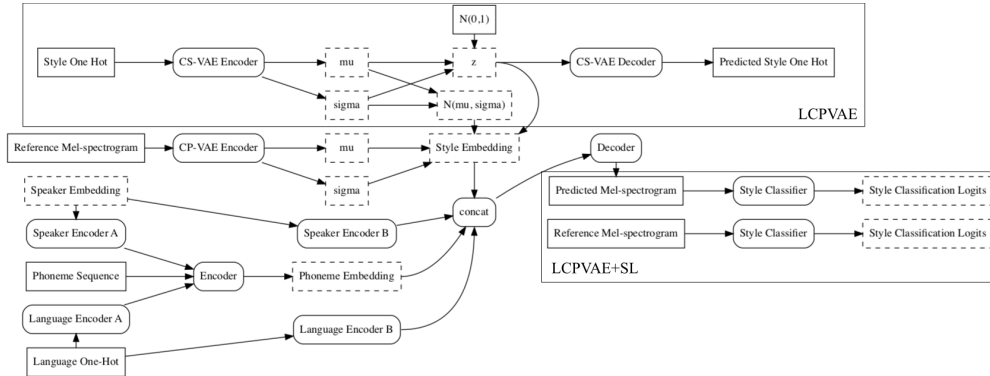 N(0,1)
Style One Hot
CS-VAE Encoder
mu
z
CS-VAE Decoder
Predicted Style One Hot
sigma
N(mu, sigma)
LCPVAE
Reference Mel-spectrogram
CP-VAE Encoder
mu
Style Embedding
Decoder
sigma
Speaker Embedding
Predicted Mel-spectrogram
Style Classifier
Style Classification Logits
Speaker Encoder A
Speaker Encoder B
concat
Reference Mel-spectrogram
Style Classifier
Style Classification Logits
LCPVAE+SL
Phoneme Sequence
Encoder
Phoneme Embedding
Language Encoder A
Language Encoder B
Language One-Hot